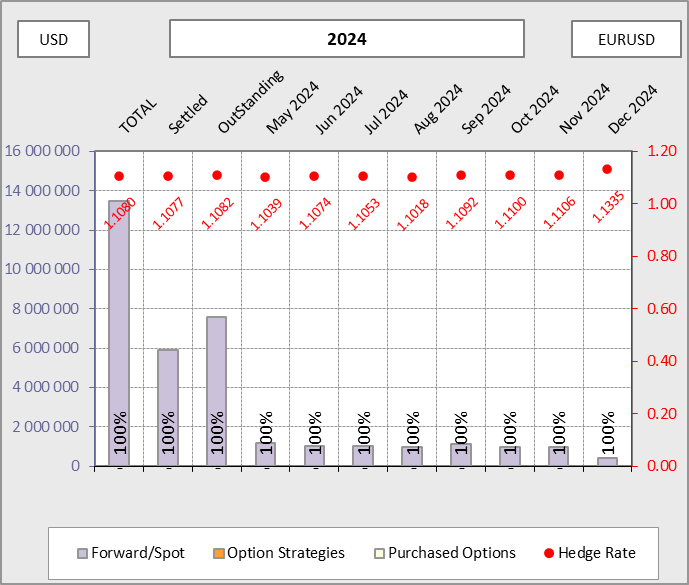 USD
2024
EURUSD
TOTAL
Settled
OutStanding
May 2024
Jun 2024
Jul 2024
Aug 2024
Sep 2024
Oct 2024
Nov 2024
Dec 2024
16 000 000
14 000 000
12 000 000
10 000 000
8 000 000
6 000 000
4 000 000
2 000 000
0
1.20
1.00
0.80
0.60
0.40
0.20
0.00
1.1080
1.1077
1.1082
1.1039
1.1074
1.1053
1.1018
1.1092
1.1100
1.1106
1.1335
100%
100%
100%
100%
100%
100%
100%
100%
100%
100%
100%
Forward/Spot
Option Strategies
Purchased Options
Hedge Rate